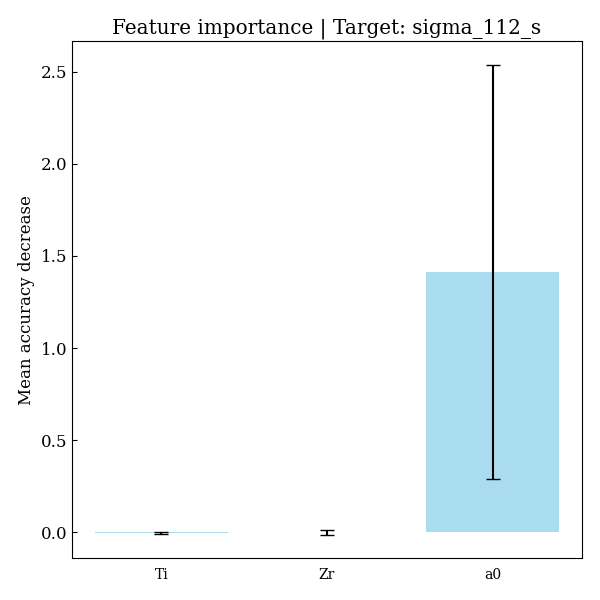 Feature importance | Target: sigma_112_s
Mean accuracy decrease
2.5
2.0
1.5
1.0
0.5
0.0
Ti
Zr
a0